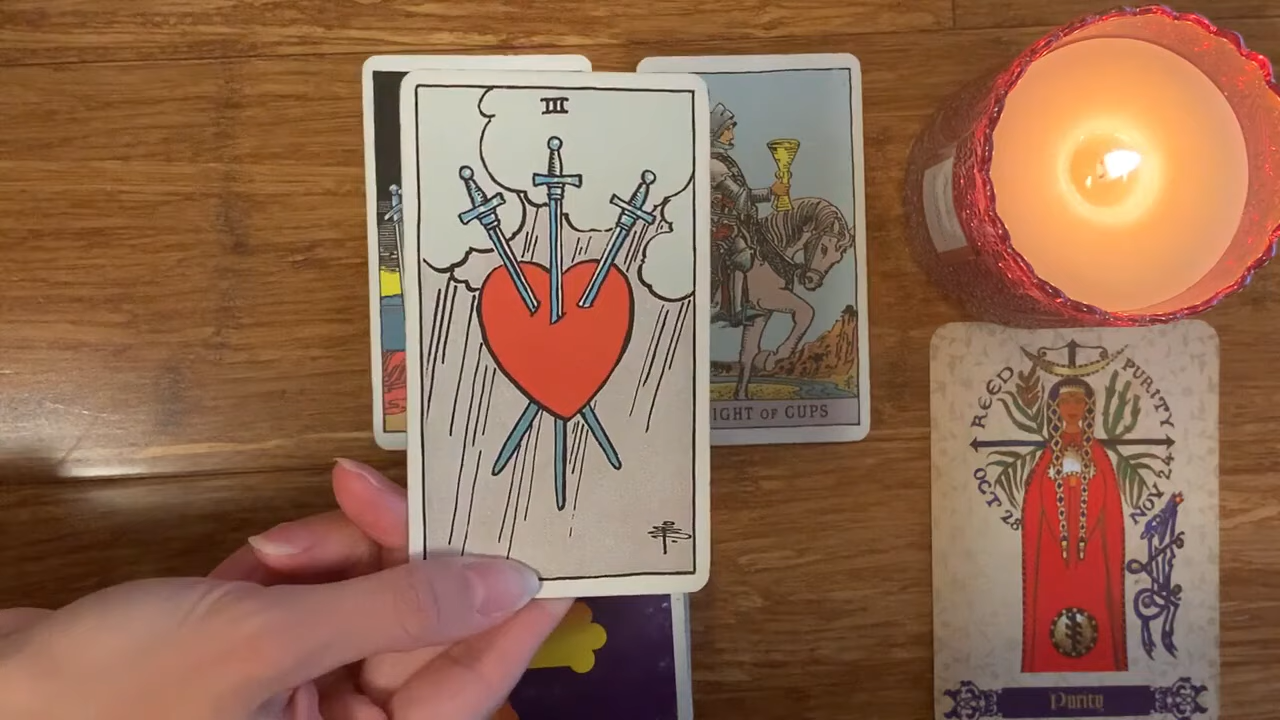 III
IGHT OF CUPS
REED
PURITY
OCT 28
NOV 24
Purity